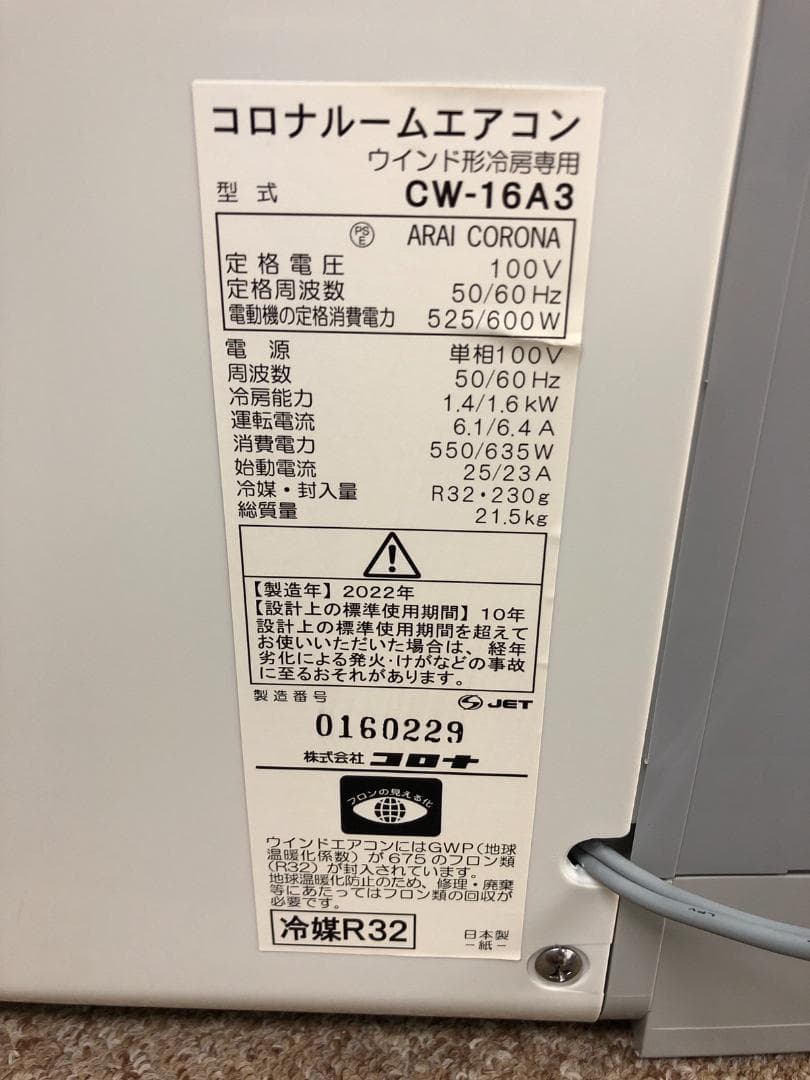 コロナルームエアコン
ウインド形冷房専用
型式 CW-16A3
PSE ARAI CORONA
定格電圧 100V
定格周波数 50/60Hz
電動機の定格消費電力 525/600W
電源 単相100V
周波数 50/60Hz
冷房能力 1.4/1.6kW
運転電流 6.1/6.4A
消費電力 550/635W
始動電流 25/23A
冷媒・封入量 R32・230g
総質量 21.5kg
【製造年】2022年
【設計上の標準使用期間】10年
設計上の標準使用期間を超えて
お使いいただいた場合は、経年
劣化による発火・けがなどの事故
に至るおそれがあります。
製造番号 JET
0160229
株式会社 コロナ
フロンの見える化
ウインドエアコンにはGWP(地球
温暖化係数)が675のフロン類
(R32)が封入されています。
地球温暖化防止のため、修理・廃棄
等にあたってはフロン類の回収が
必要です。
冷媒R32
日本製
-紙-